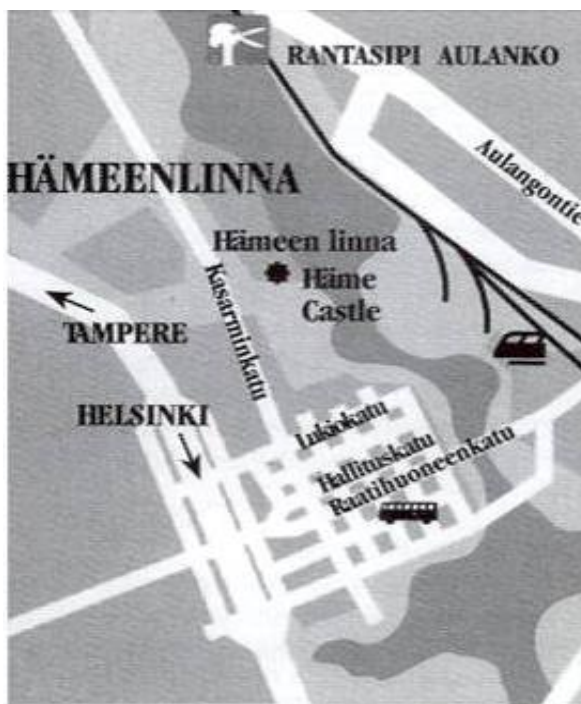 RANTASIPI AULANKO
Aulangontie
HÄMEENLINNA
Hämeen linna
Häme
Castle
Kasarminkatu
TAMPERE
HELSINKI
Lukiokatu
Hallituskatu
Raatihuoneenkatu